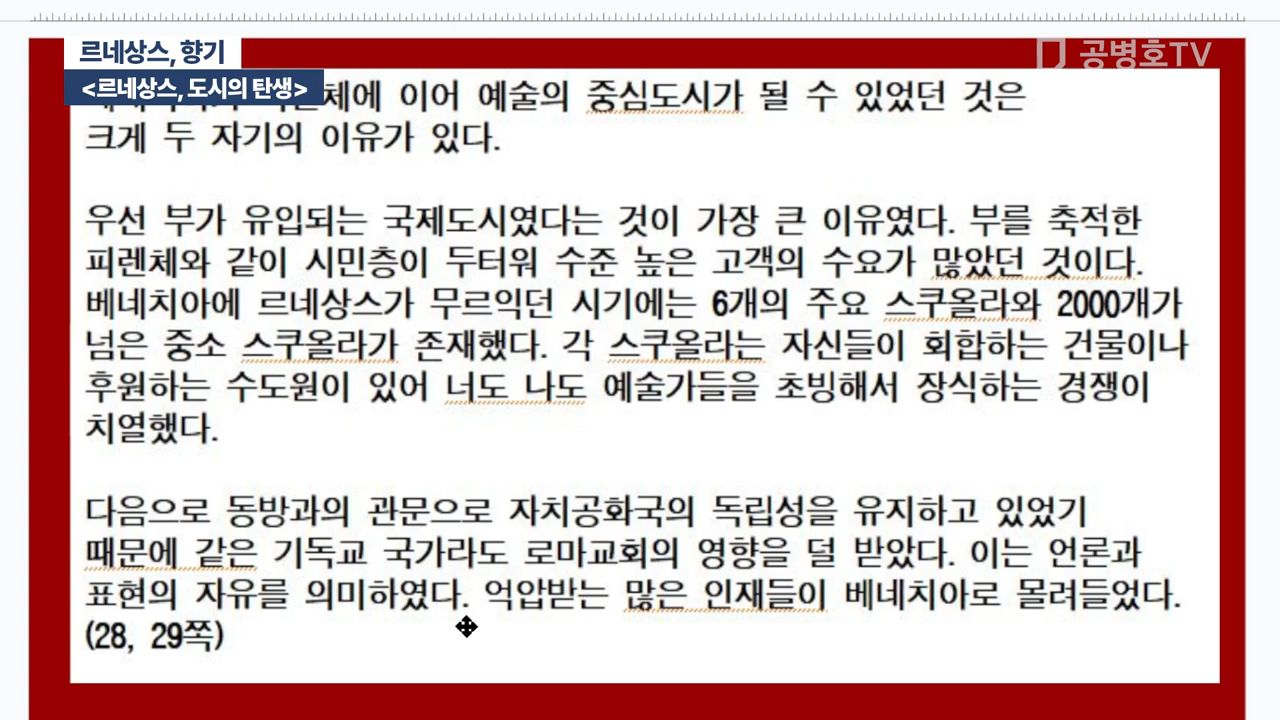 르네상스, 향기
공병호TV
<르네상스, 도시의 탄생>
이어 예술의 중심도시가 될 수 있었던 것은
크게 두 자기의 이유가 있다.
우선 부가 유입되는 국제도시였다는 것이 가장 큰 이유였다. 부를 축적한
피렌체와 같이 시민층이 두터워 수준 높은 고객의 수요가 많았던 것이다.
베네치아에 르네상스가 무르익던 시기에는 6개의 주요 스쿠올라와 2000개가
넘은 중소 스쿠올라가 존재했다. 각 스쿠올라는 자신들이 회합하는 건물이나
후원하는 수도원이 있어 너도 나도 예술가들을 초빙해서 장식하는 경쟁이
치열했다.
다음으로 동방과의 관문으로 자치공화국의 독립성을 유지하고 있었기
때문에 같은 기독교 국가라도 로마교회의 영향을 덜 받았다. 이는 언론과
표현의 자유를 의미하였다. 억압받는 많은 인재들이 베네치아로 몰려들었다.
(28, 29쪽)